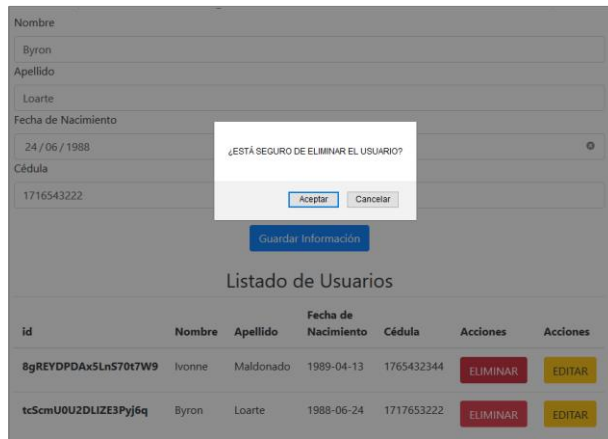 Nombre
Byron
Apellido
Loarte
Fecha de Nacimiento
24 / 06 / 1988
Cédula
1716543222
¿ESTÁ SEGURO DE ELIMINAR EL USUARIO?
Aceptar Cancelar
Guardar Información
Listado de Usuarios
id Nombre Apellido Fecha de Nacimiento Cédula Acciones Acciones
8gREYDPDAx5LnS70t7W9 Ivonne Maldonado 1989-04-13 1765432344 ELIMINAR EDITAR
tcScmU0U2DLIZE3Pyj6q Byron Loarte 1988-06-24 1717653222 ELIMINAR EDITAR